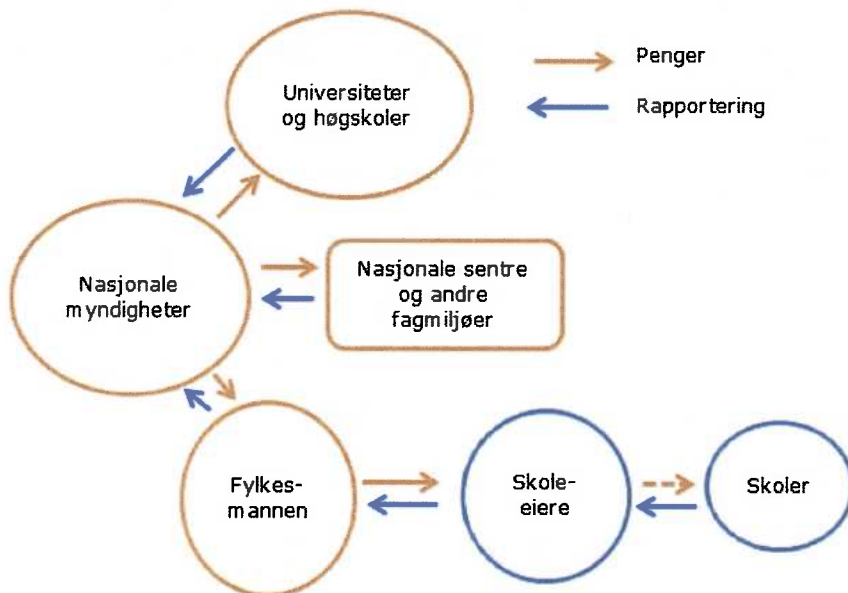 Universiteter
og høgskoler
Penger
Rapportering
Nasjonale
myndigheter
Nasjonale sentre
og andre
fagmiljøer
Fylkes-
mannen
Skole-
eiere
Skoler